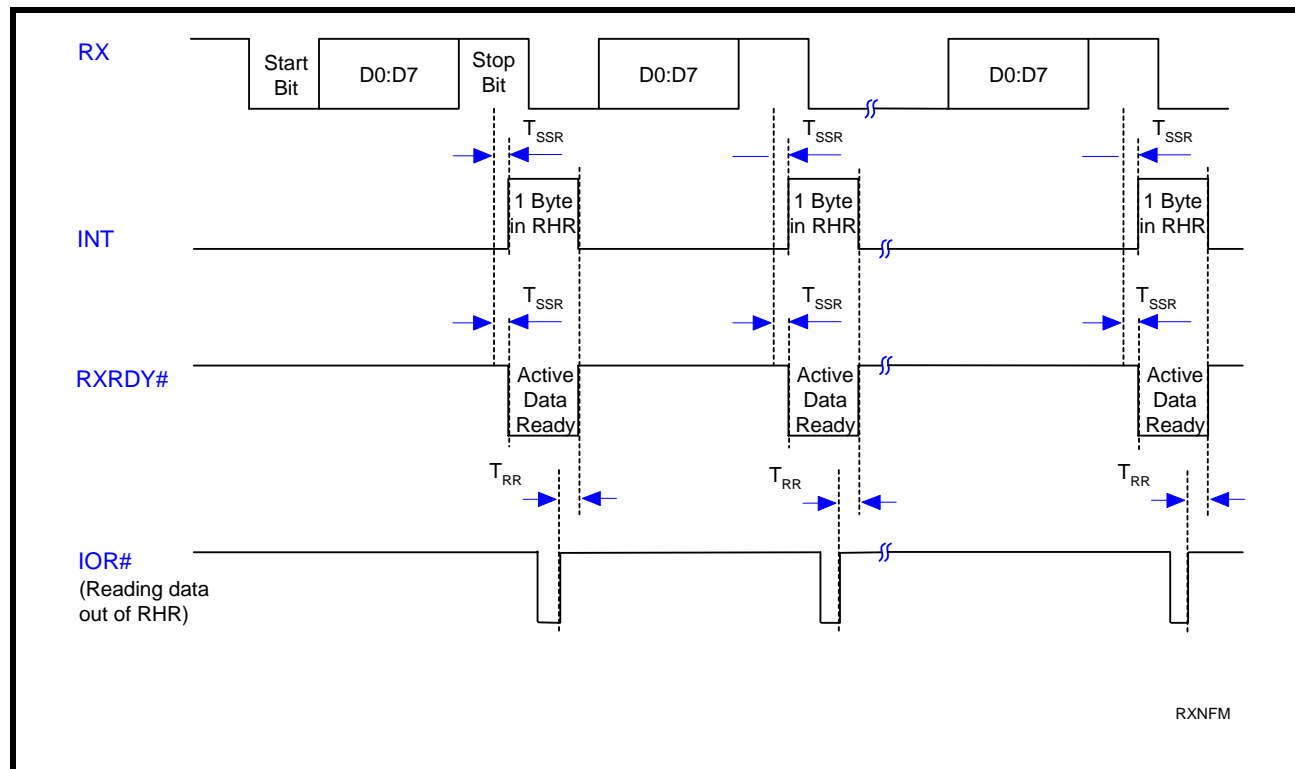 RX
Start
Bit
D0:D7
Stop
Bit
D0:D7
D0:D7
TSSR
TSSR
TSSR
INT
1 Byte
in RHR
1 Byte
in RHR
1 Byte
in RHR
TSSR
TSSR
TSSR
RXRDY#
Active
Data
Ready
Active
Data
Ready
Active
Data
Ready
TRR
TRR
TRR
IOR#
(Reading data
out of RHR)
RXNFM